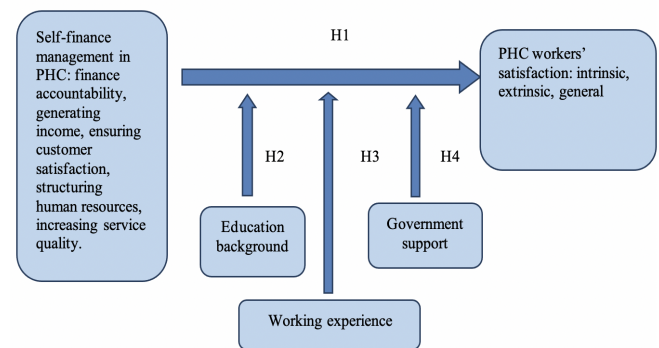 Self-finance
management in
PHC: finance
accountability,
generating
income, ensuring
customer
satisfaction,
structuring
human resources,
increasing service
quality.
H1
PHC workers’
satisfaction: intrinsic,
extrinsic, general
H2
H3
H4
Education
background
Government
support
Working experience